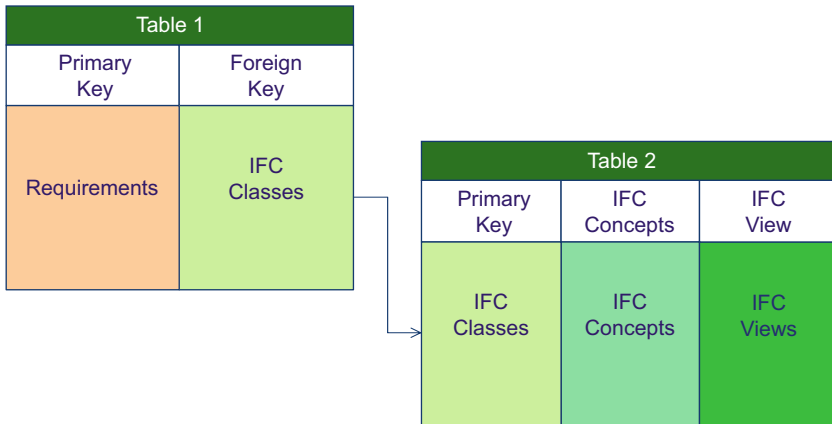 Table 1
Primary
Key
Foreign
Key
Requirements
IFC
Classes
Table 2
Primary
Key
IFC
Concepts
IFC
View
IFC
Classes
IFC
Concepts
IFC
Views